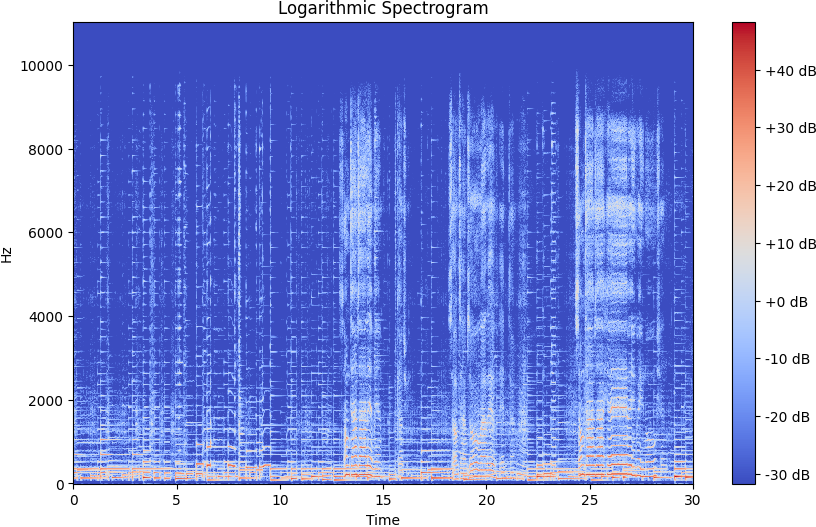 Logarithmic Spectrogram
Hz
10000
8000
6000
4000
2000
0
0 5 10 15 20 25 30
Time
+40 dB
+30 dB
+20 dB
+10 dB
+0 dB
-10 dB
-20 dB
-30 dB